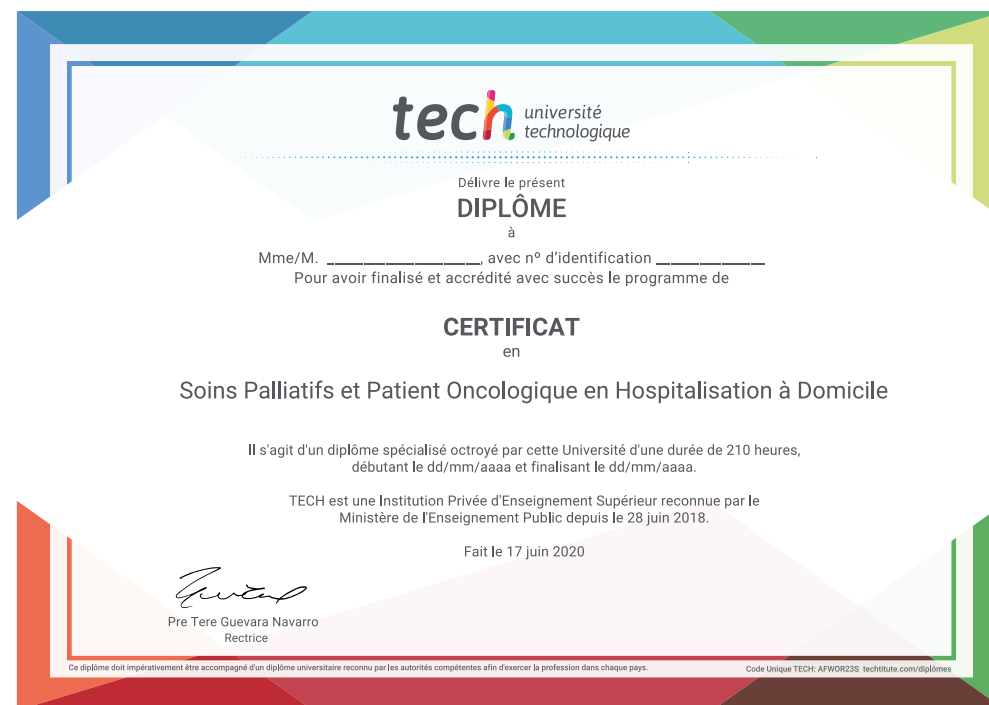 tech université
technologique
Délivre le présent
DIPLÔME
à
Mme/M. ____________________, avec nº d'identification ______________
Pour avoir finalisé et accrédité avec succès le programme de
CERTIFICAT
en
Soins Palliatifs et Patient Oncologique en Hospitalisation à Domicile
Il s'agit d'un diplôme spécialisé octroyé par cette Université d'une durée de 210 heures,
débutant le dd/mm/aaaa et finalisant le dd/mm/aaaa.
TECH est une Institution Privée d'Enseignement Supérieur reconnue par le
Ministère de l'Enseignement Public depuis le 28 juin 2018.
Fait le 17 juin 2020
Pre Tere Guevara Navarro
Rectrice
Ce diplôme doit impérativement être accompagné d'un diplôme universitaire reconnu par les autorités compétentes afin d'exercer la profession dans chaque pays.
Code Unique TECH: AFWOR23S techtitute.com/diplômes